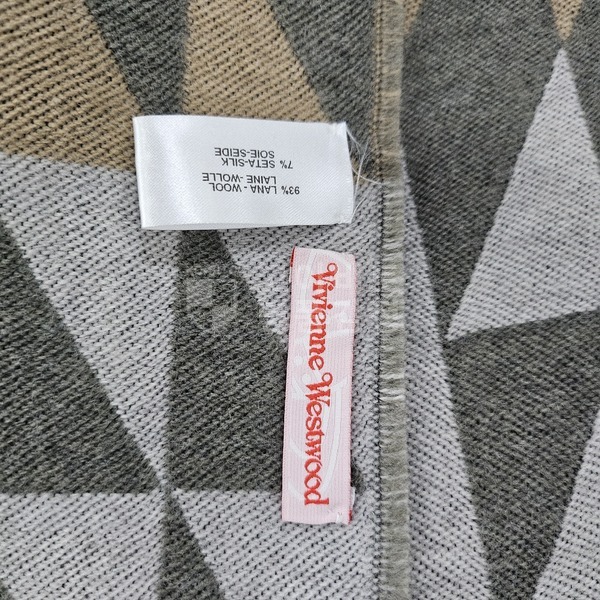 93% LANA - WOOL
LAINE -WOLLE
7% SETA-SILK
SOIE-SEIDE
Vivienne Westwood